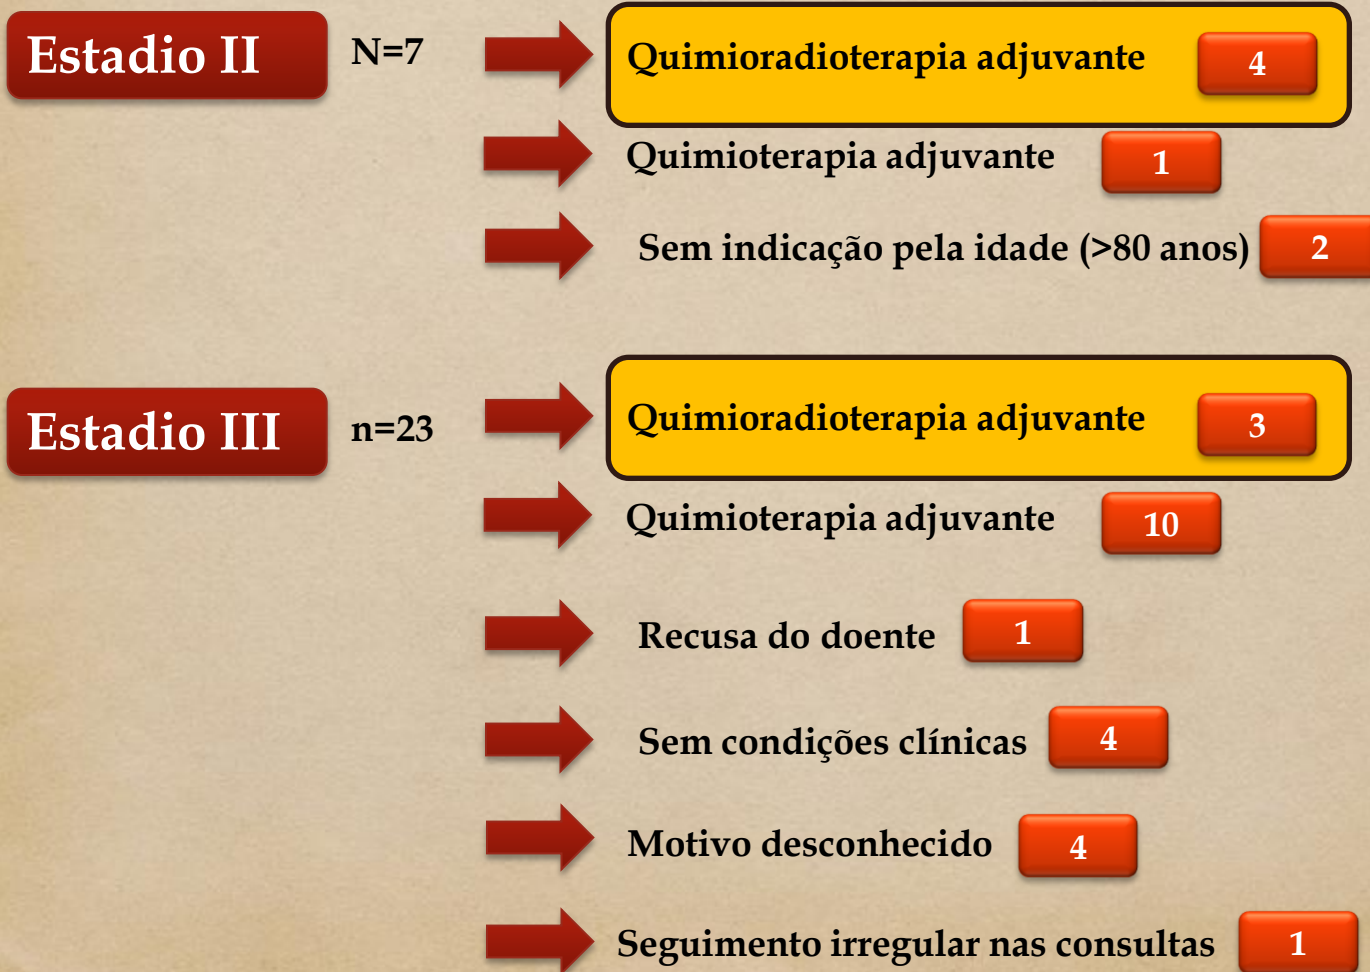 Estadio II N=7 Quimioradioterapia adjuvante 4
Quimioterapia adjuvante 1
Sem indicação pela idade (>80 anos) 2
Estadio III n=23 Quimioradioterapia adjuvante 3
Quimioterapia adjuvante 10
Recusa do doente 1
Sem condições clínicas 4
Motivo desconhecido 4
Seguimento irregular nas consultas 1